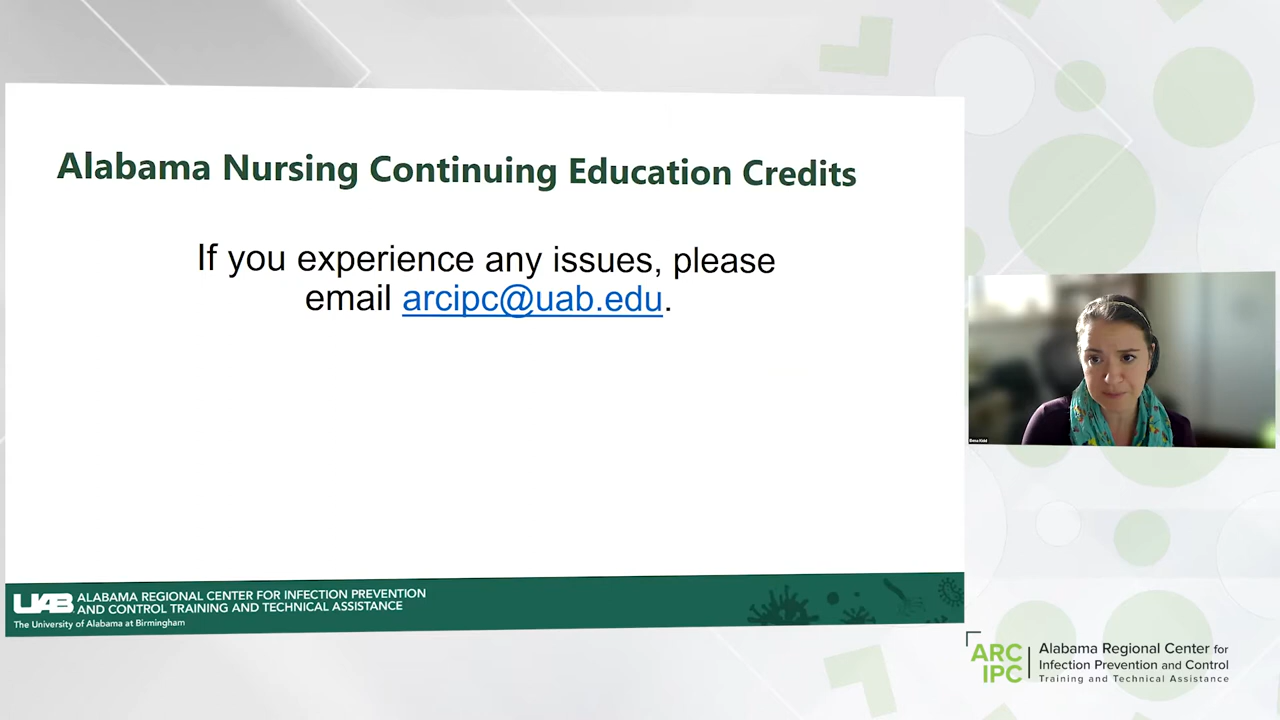 Alabama Nursing Continuing Education Credits
If you experience any issues, please
email arcipc@uab.edu.
UAB
ALABAMA REGIONAL CENTER FOR INFECTION PREVENTION
AND CONTROL TRAINING AND TECHNICAL ASSISTANCE
The University of Alabama at Birmingham
ARC
IPC
Alabama Regional Center for
Infection Prevention and Control
Training and Technical Assistance